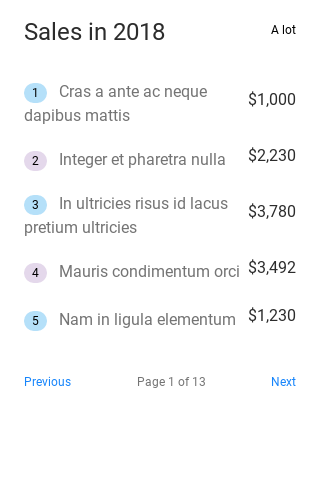 Sales in 2018
A lot
1 Cras a ante ac neque
dapibus mattis
$1,000
2 Integer et pharetra nulla
$2,230
3 In ultricies risus id lacus
pretium ultricies
$3,780
4 Mauris condimentum orci
$3,492
5 Nam in ligula elementum
$1,230
Previous
Page 1 of 13
Next